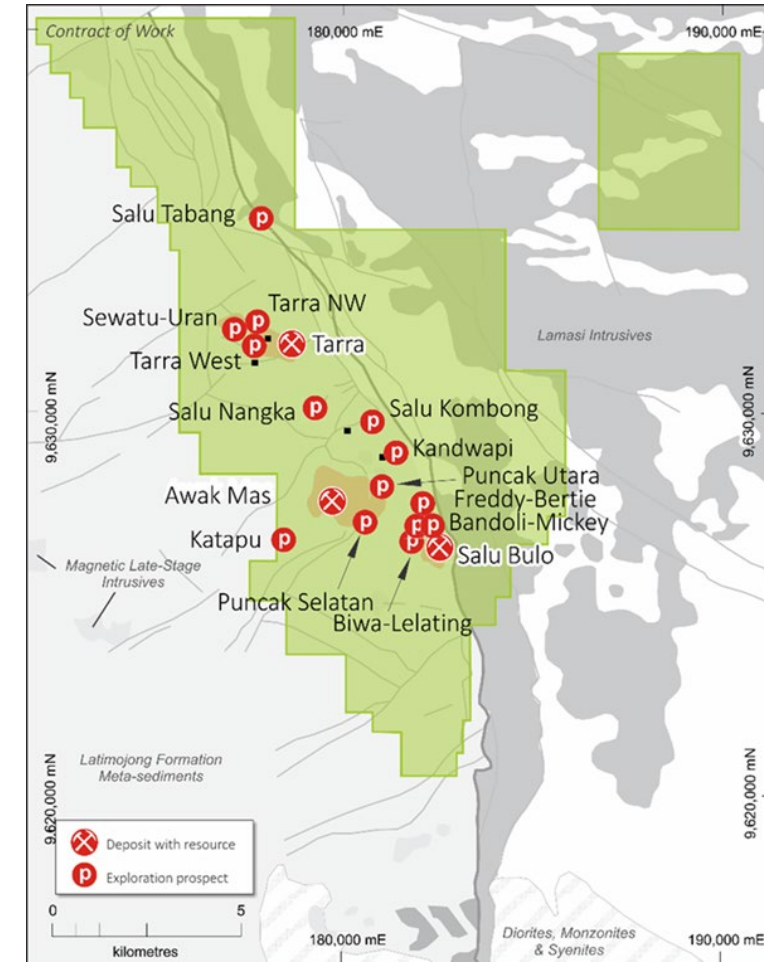 Contract of Work
180,000 mE
190,000 mE
Salu Tabang
Tarra NW
Sewatu-Uran
Tarra
Lamasi Intrusives
Tarra West
9,630,000 mN
9,630,000 mN
Salu Nangka
Salu Kombong
Kandwapi
Puncak Utara
Awak Mas
Freddy-Bertie
Bandoli-Mickey
Katapu
Salu Bulo
Magnetic Late-Stage
Intrusives
Puncak Selatan
Biwa-Lelating
Latimojong Formation
Meta-sediments
9,620,000 mN
9,620,000 mN
Deposit with resource
p Exploration prospect
0 5
kilometres
180,000 mE
Diorites, Monzonites
& Syenites
190,000 mE